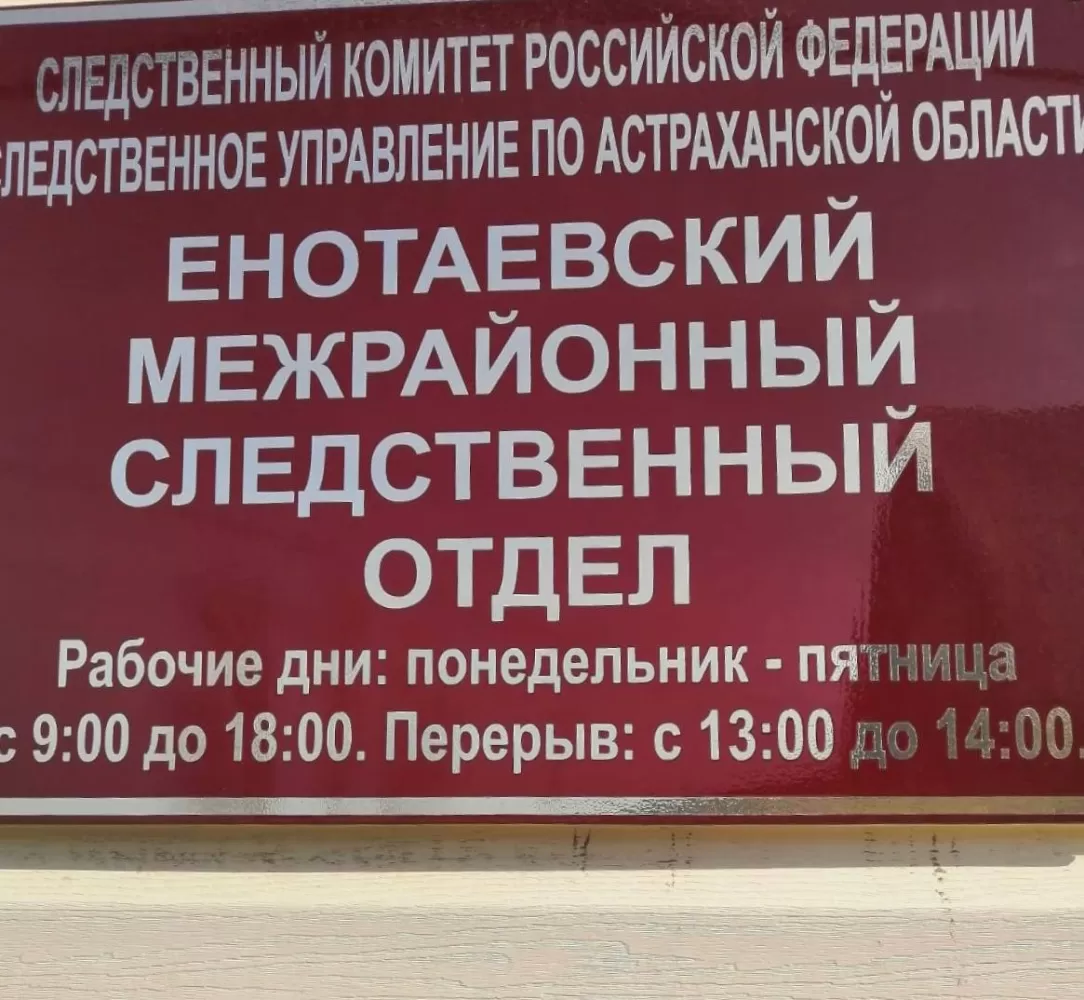 СЛЕДСТВЕННЫЙ КОМИТЕТ РОССИЙСКОЙ ФЕДЕРАЦИИ
СЛЕДСТВЕННОЕ УПРАВЛЕНИЕ ПО АСТРАХАНСКОЙ ОБЛАСТИ
ЕНОТАЕВСКИЙ
МЕЖРАЙОННЫЙ
СЛЕДСТВЕННЫЙ
ОТДЕЛ
Рабочие дни: понедельник - пятница
с 9:00 до 18:00. Перерыв: с 13:00 до 14:00.